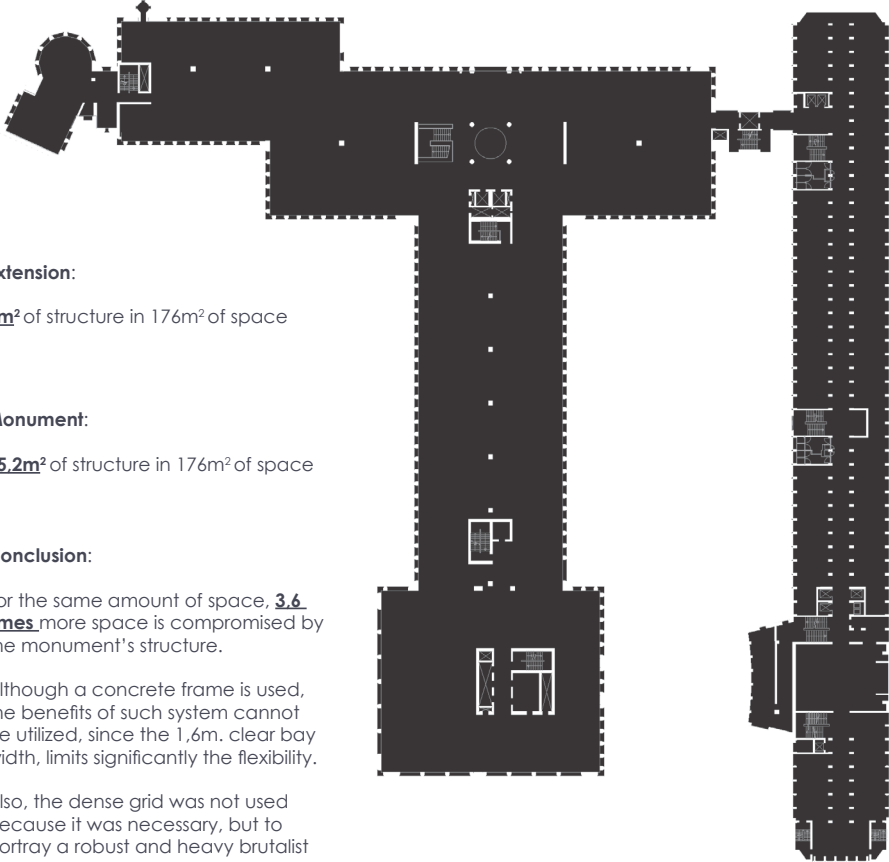 xtension:
m² of structure in 176m² of space
onument:
5,2m² of structure in 176m² of space
onclusion:
or the same amount of space, 3,6
mes more space is compromised by
he monument’s structure.
lthough a concrete frame is used,
he benefits of such system cannot
e utilized, since the 1,6m. clear bay
idth, limits significantly the flexibility.
lso, the dense grid was not used
ecause it was necessary, but to
ortray a robust and heavy brutalist